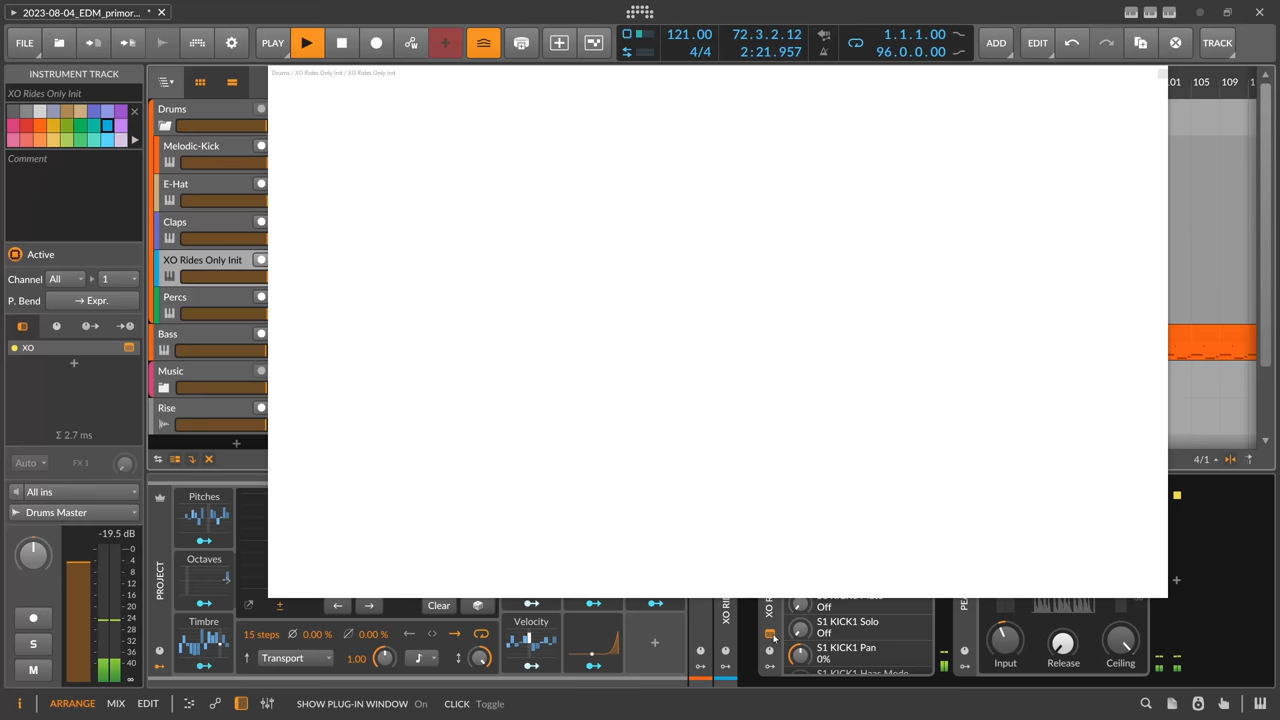 2023-08-04_EDM_primor... *
FILE
PLAY
121.00
4/4
72.3.2.12
2:21.957
1.1.1.00
96.0.0.00
ADD
EDIT
TRACK
INSTRUMENT TRACK
XO Rides Only Init
Comment
Active
Channel All 1
P. Bend → Expr.
XO
Σ 2.7 ms
Auto FX 1
All ins
Drums Master
-19.5 dB
0
4
8
12
16
20
24
28
32
36
40
∞
S
M
Drums
Melodic-Kick
E-Hat
Claps
XO Rides Only Init
Percs
Bass
Music
Rise
Drums / XO Rides Only Init / XO Rides Only Init
101 105 109
4/1
PROJECT
Pitches
Octaves
Timbre
Clear
15 steps 0.00 % 0.00 %
Transport 1.00
Velocity
Off
S1 KICK1 Solo
Off
S1 KICK1 Pan
0%
S1 KICK1 Haas Mode
Input
Release
Ceiling
i ARRANGE MIX EDIT SHOW PLUG-IN WINDOW On CLICK Toggle